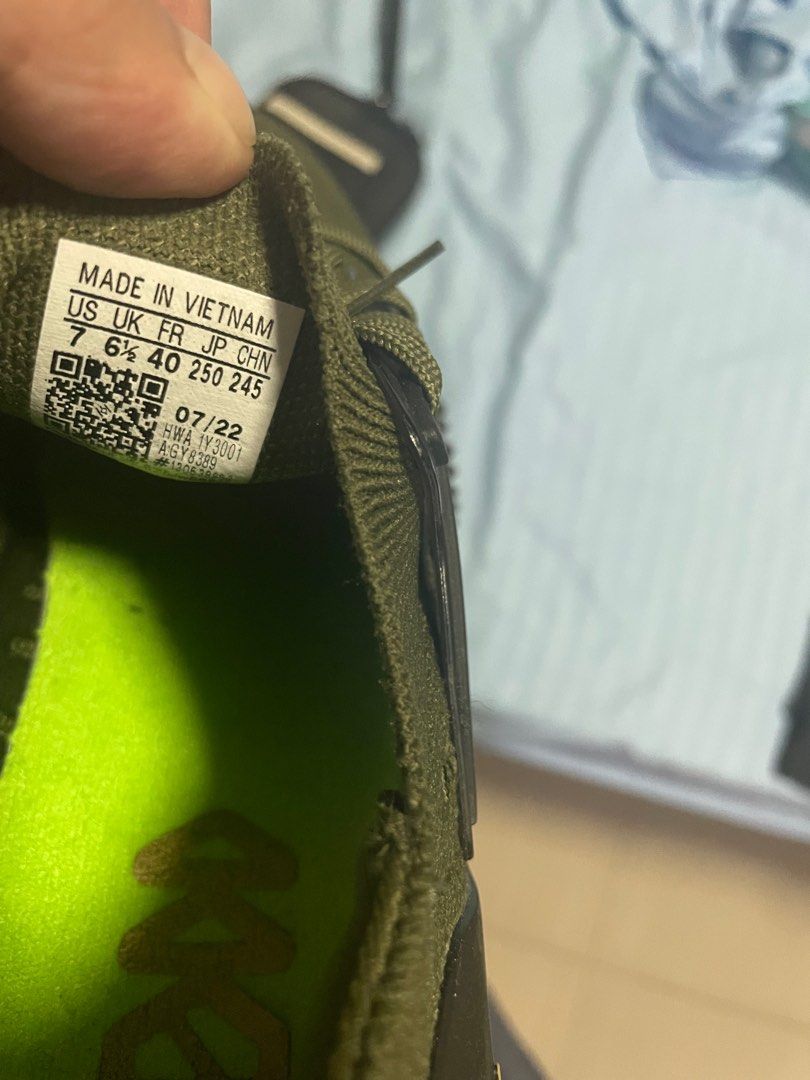 MADE IN VIETNAM
US UK FR JP CHN
7 6½ 40 250 245
07/22
HWA 1Y3001
A:GY8389